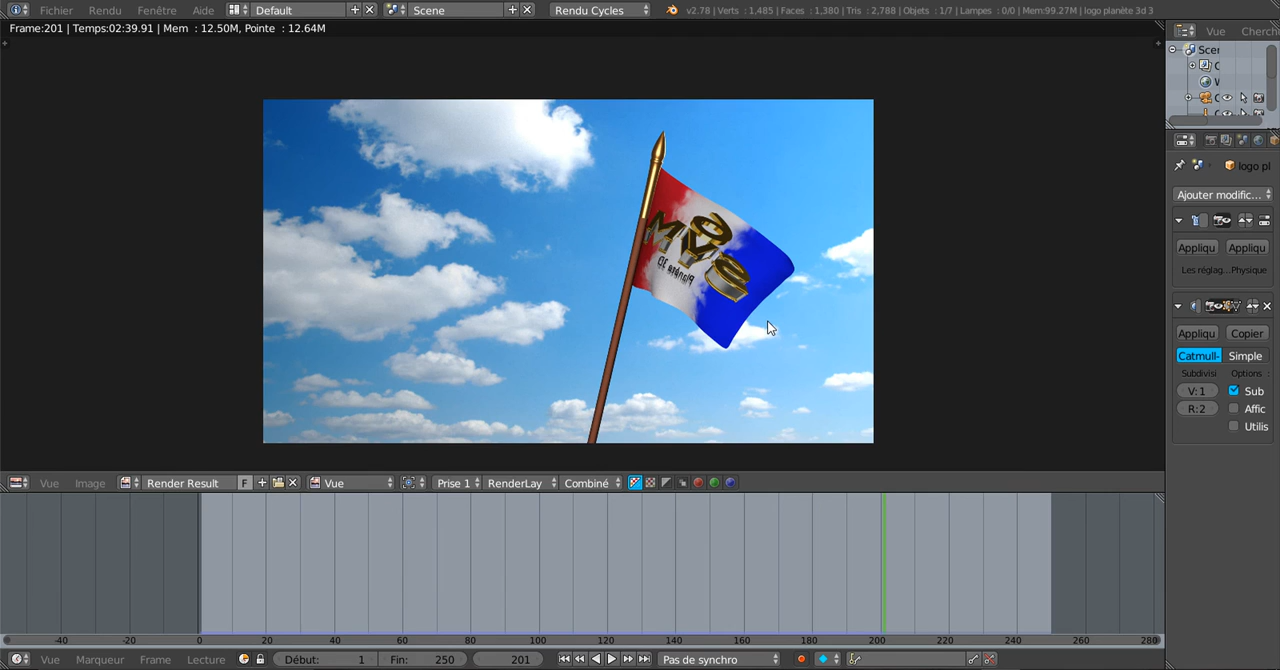 Fichier Rendu Fenêtre Aide Default Scene Rendu Cycles v2.78 | Verts : 1,485 | Faces : 1,380 | Tris : 2,788 | Objets : 1/7 | Lampes : 0/0 | Mem:99.27M | logo planète 3d 3
Vue Cherch
Frame:201 | Temps:02:39.91 | Mem : 12.50M, Pointe : 12.64M
Scer
logo pl
Ajouter modific...
Appliqu Appliqu
Les réglag...Physique
Appliqu Copier
Catmull- Simple
Subdivisi Options :
V:1 Sub
R:2 Affic
Utilis
Vue Image Render Result F Vue Prise 1 RenderLay Combiné
-40 -20 0 20 40 60 80 100 120 140 160 180 200 220 240 260 280
Vue Marqueur Frame Lecture Début: 1 Fin: 250 201 Pas de synchro